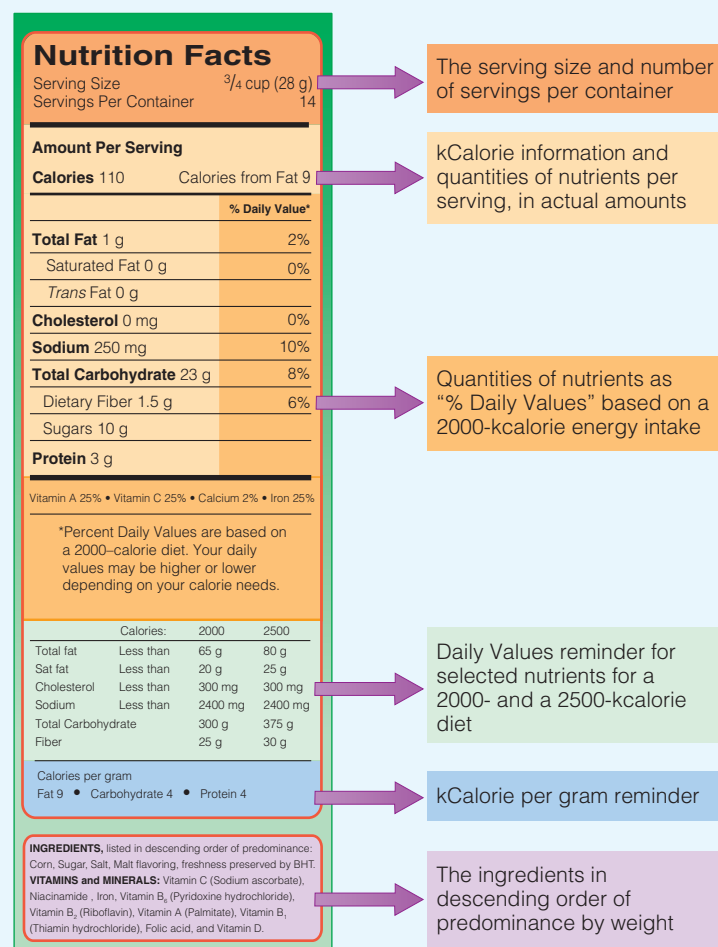 Nutrition Facts
Serving Size 3/4 cup (28 g)
Servings Per Container 14
The serving size and number
of servings per container
Amount Per Serving
Calories 110 Calories from Fat 9
kCalorie information and
quantities of nutrients per
serving, in actual amounts
% Daily Value*
Total Fat 1 g 2%
Saturated Fat 0 g 0%
Trans Fat 0 g
Cholesterol 0 mg 0%
Sodium 250 mg 10%
Total Carbohydrate 23 g 8%
Dietary Fiber 1.5 g 6%
Sugars 10 g
Protein 3 g
Quantities of nutrients as
“% Daily Values” based on a
2000-kcalorie energy intake
Vitamin A 25% • Vitamin C 25% • Calcium 2% • Iron 25%
*Percent Daily Values are based on
a 2000–calorie diet. Your daily
values may be higher or lower
depending on your calorie needs.
Calories: 2000 2500
Total fat Less than 65 g 80 g
Sat fat Less than 20 g 25 g
Cholesterol Less than 300 mg 300 mg
Sodium Less than 2400 mg 2400 mg
Total Carbohydrate 300 g 375 g
Fiber 25 g 30 g
Daily Values reminder for
selected nutrients for a
2000- and a 2500-kcalorie
diet
Calories per gram
Fat 9 • Carbohydrate 4 • Protein 4
kCalorie per gram reminder
INGREDIENTS, listed in descending order of predominance:
Corn, Sugar, Salt, Malt flavoring, freshness preserved by BHT.
VITAMINS and MINERALS: Vitamin C (Sodium ascorbate),
Niacinamide , Iron, Vitamin B6 (Pyridoxine hydrochloride),
Vitamin B2 (Riboflavin), Vitamin A (Palmitate), Vitamin B1
(Thiamin hydrochloride), Folic acid, and Vitamin D.
The ingredients in
descending order of
predominance by weight